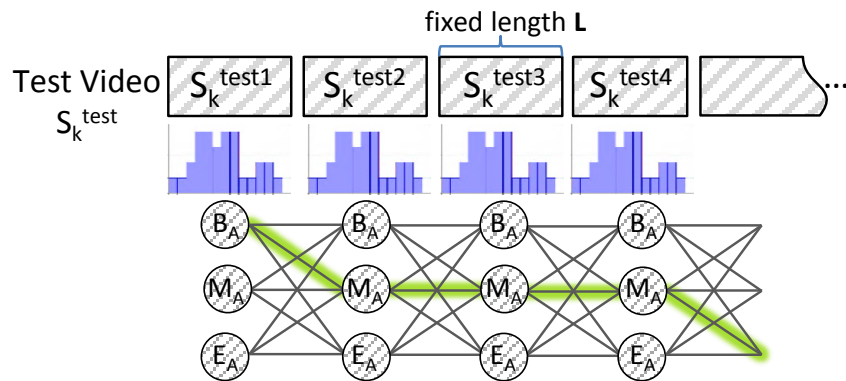 fixed length L
Test Video
S_k^test
S_k^test1 S_k^test2 S_k^test3 S_k^test4 ...
B_A B_A B_A B_A
M_A M_A M_A M_A
E_A E_A E_A E_A